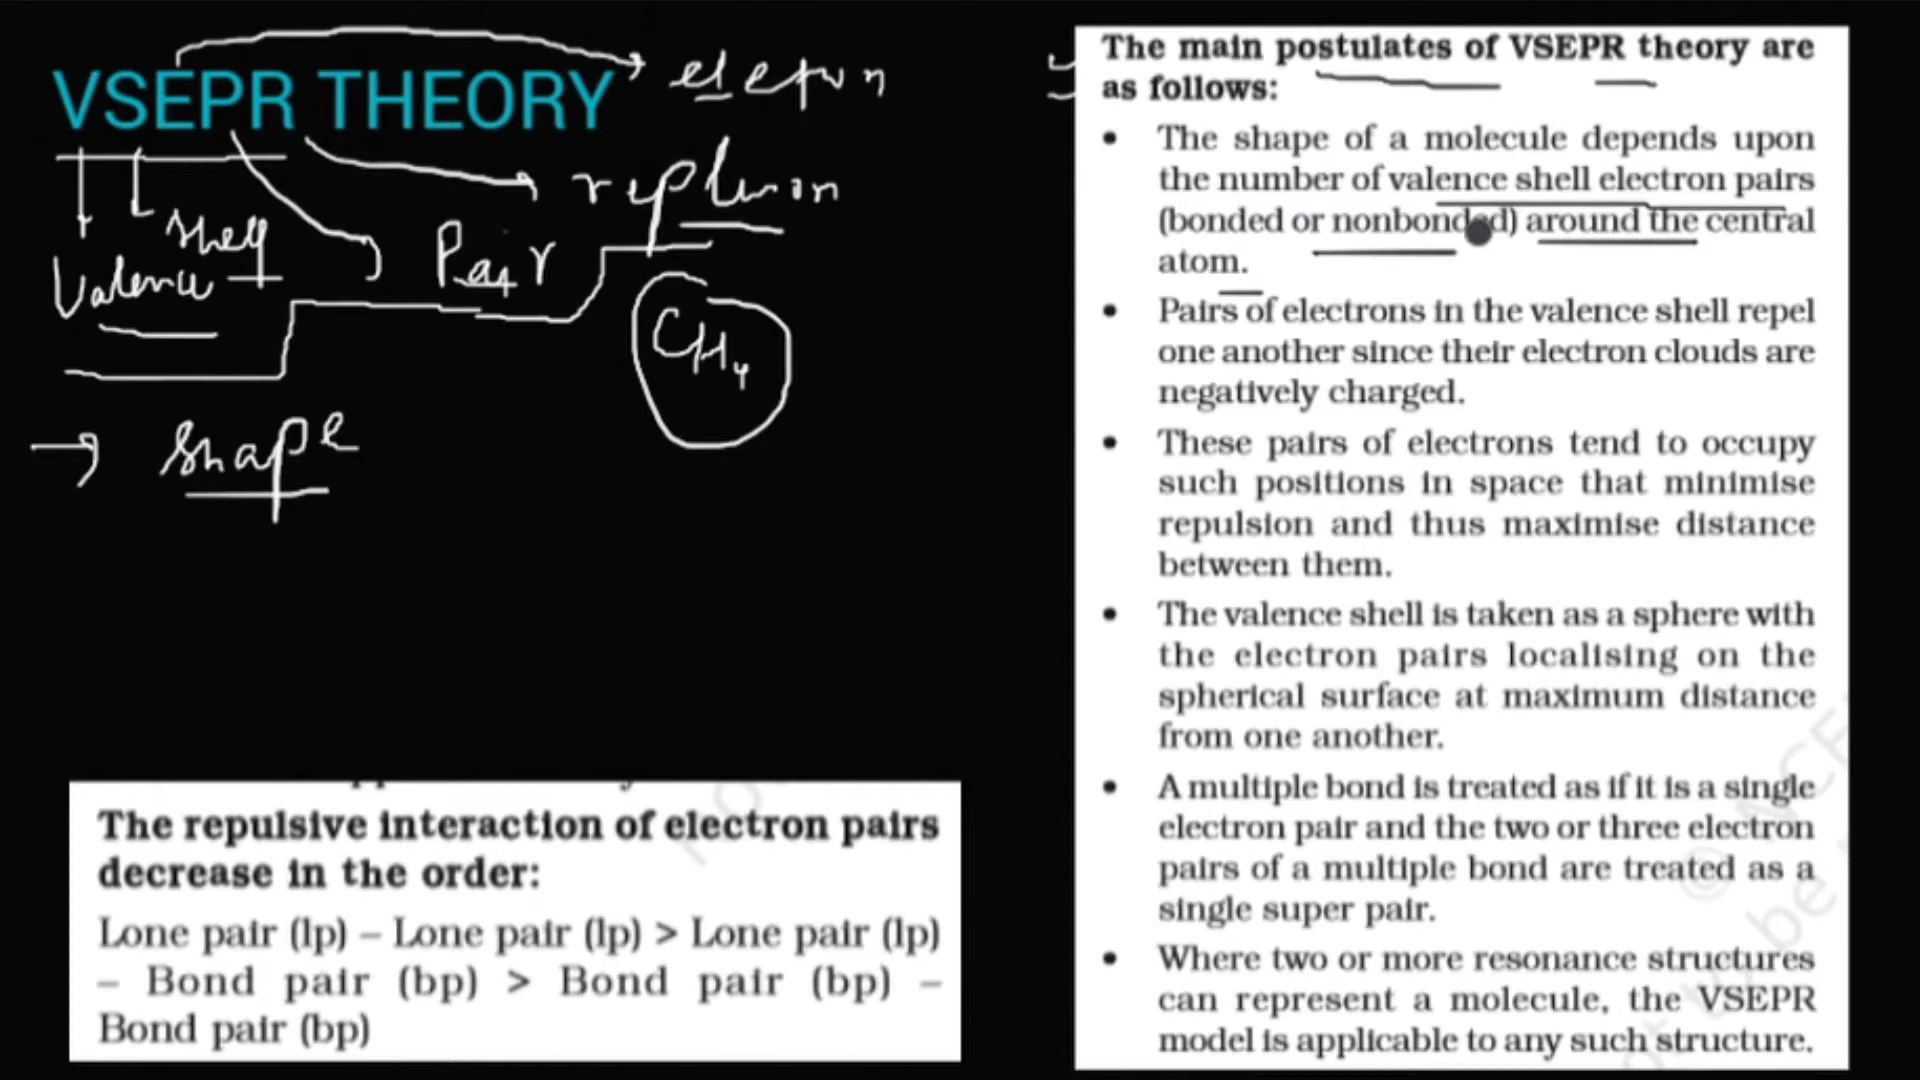 VSEPR THEORY
eletron
replusion
Shell
Pair
Valence
CH4
→ Shape
The repulsive interaction of electron pairs
decrease in the order:
Lone pair (lp) – Lone pair (lp) > Lone pair (lp)
– Bond pair (bp) > Bond pair (bp) –
Bond pair (bp)
The main postulates of VSEPR theory are
as follows:
• The shape of a molecule depends upon
the number of valence shell electron pairs
(bonded or nonbonded) around the central
atom.
• Pairs of electrons in the valence shell repel
one another since their electron clouds are
negatively charged.
• These pairs of electrons tend to occupy
such positions in space that minimise
repulsion and thus maximise distance
between them.
• The valence shell is taken as a sphere with
the electron pairs localising on the
spherical surface at maximum distance
from one another.
• A multiple bond is treated as if it is a single
electron pair and the two or three electron
pairs of a multiple bond are treated as a
single super pair.
• Where two or more resonance structures
can represent a molecule, the VSEPR
model is applicable to any such structure.